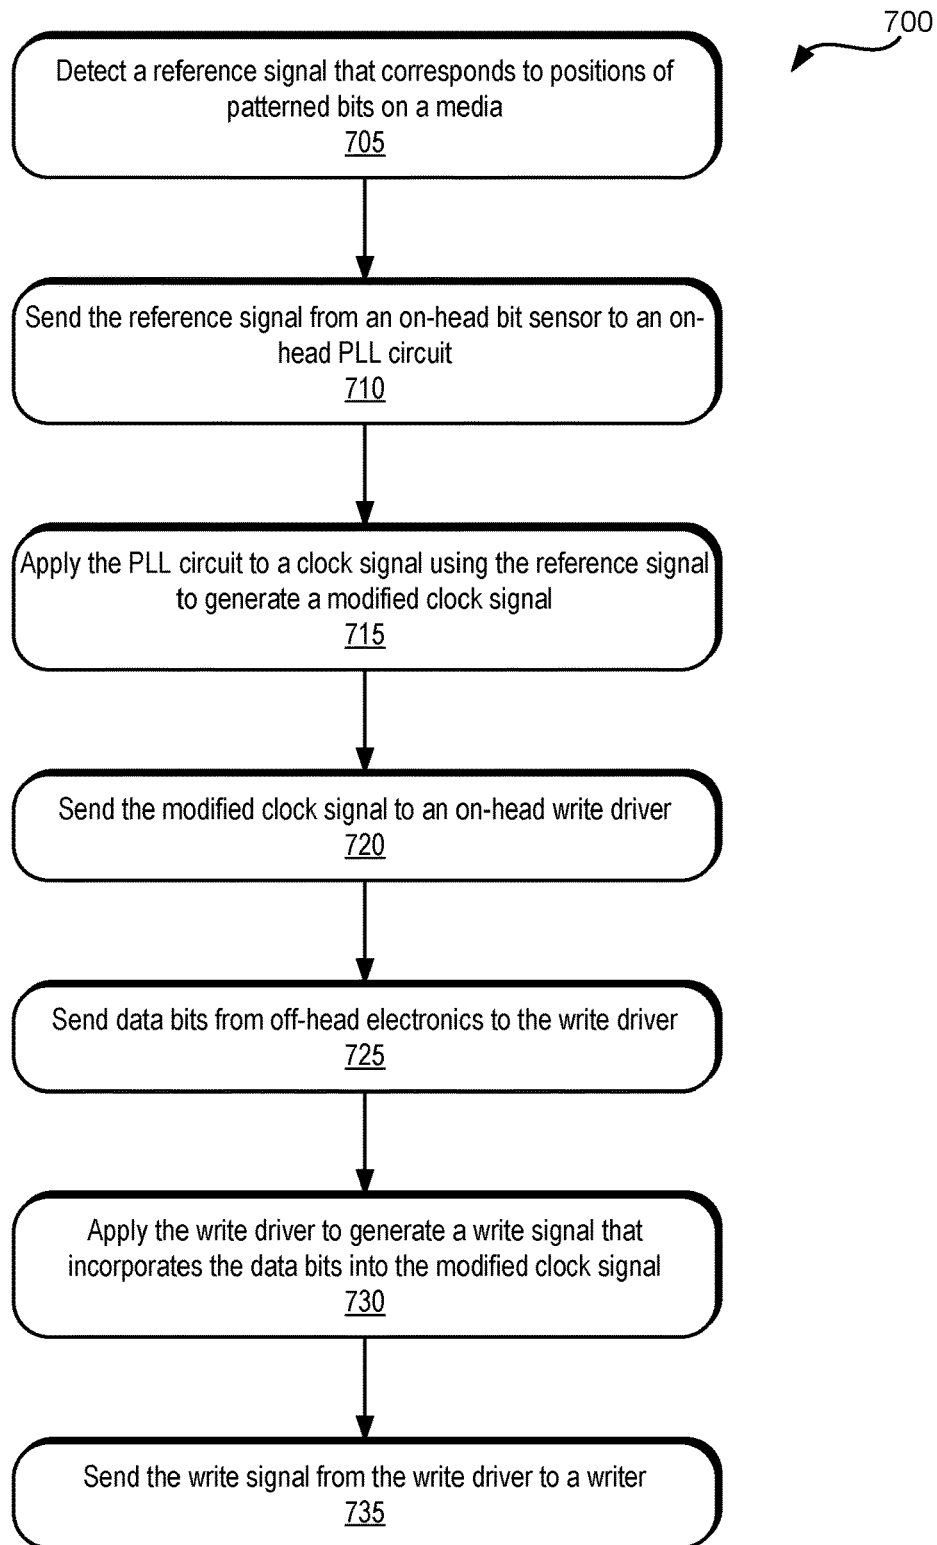 700
Detect a reference signal that corresponds to positions of
patterned bits on a media
705
Send the reference signal from an on-head bit sensor to an on-
head PLL circuit
710
Apply the PLL circuit to a clock signal using the reference signal
to generate a modified clock signal
715
Send the modified clock signal to an on-head write driver
720
Send data bits from off-head electronics to the write driver
725
Apply the write driver to generate a write signal that
incorporates the data bits into the modified clock signal
730
Send the write signal from the write driver to a writer
735